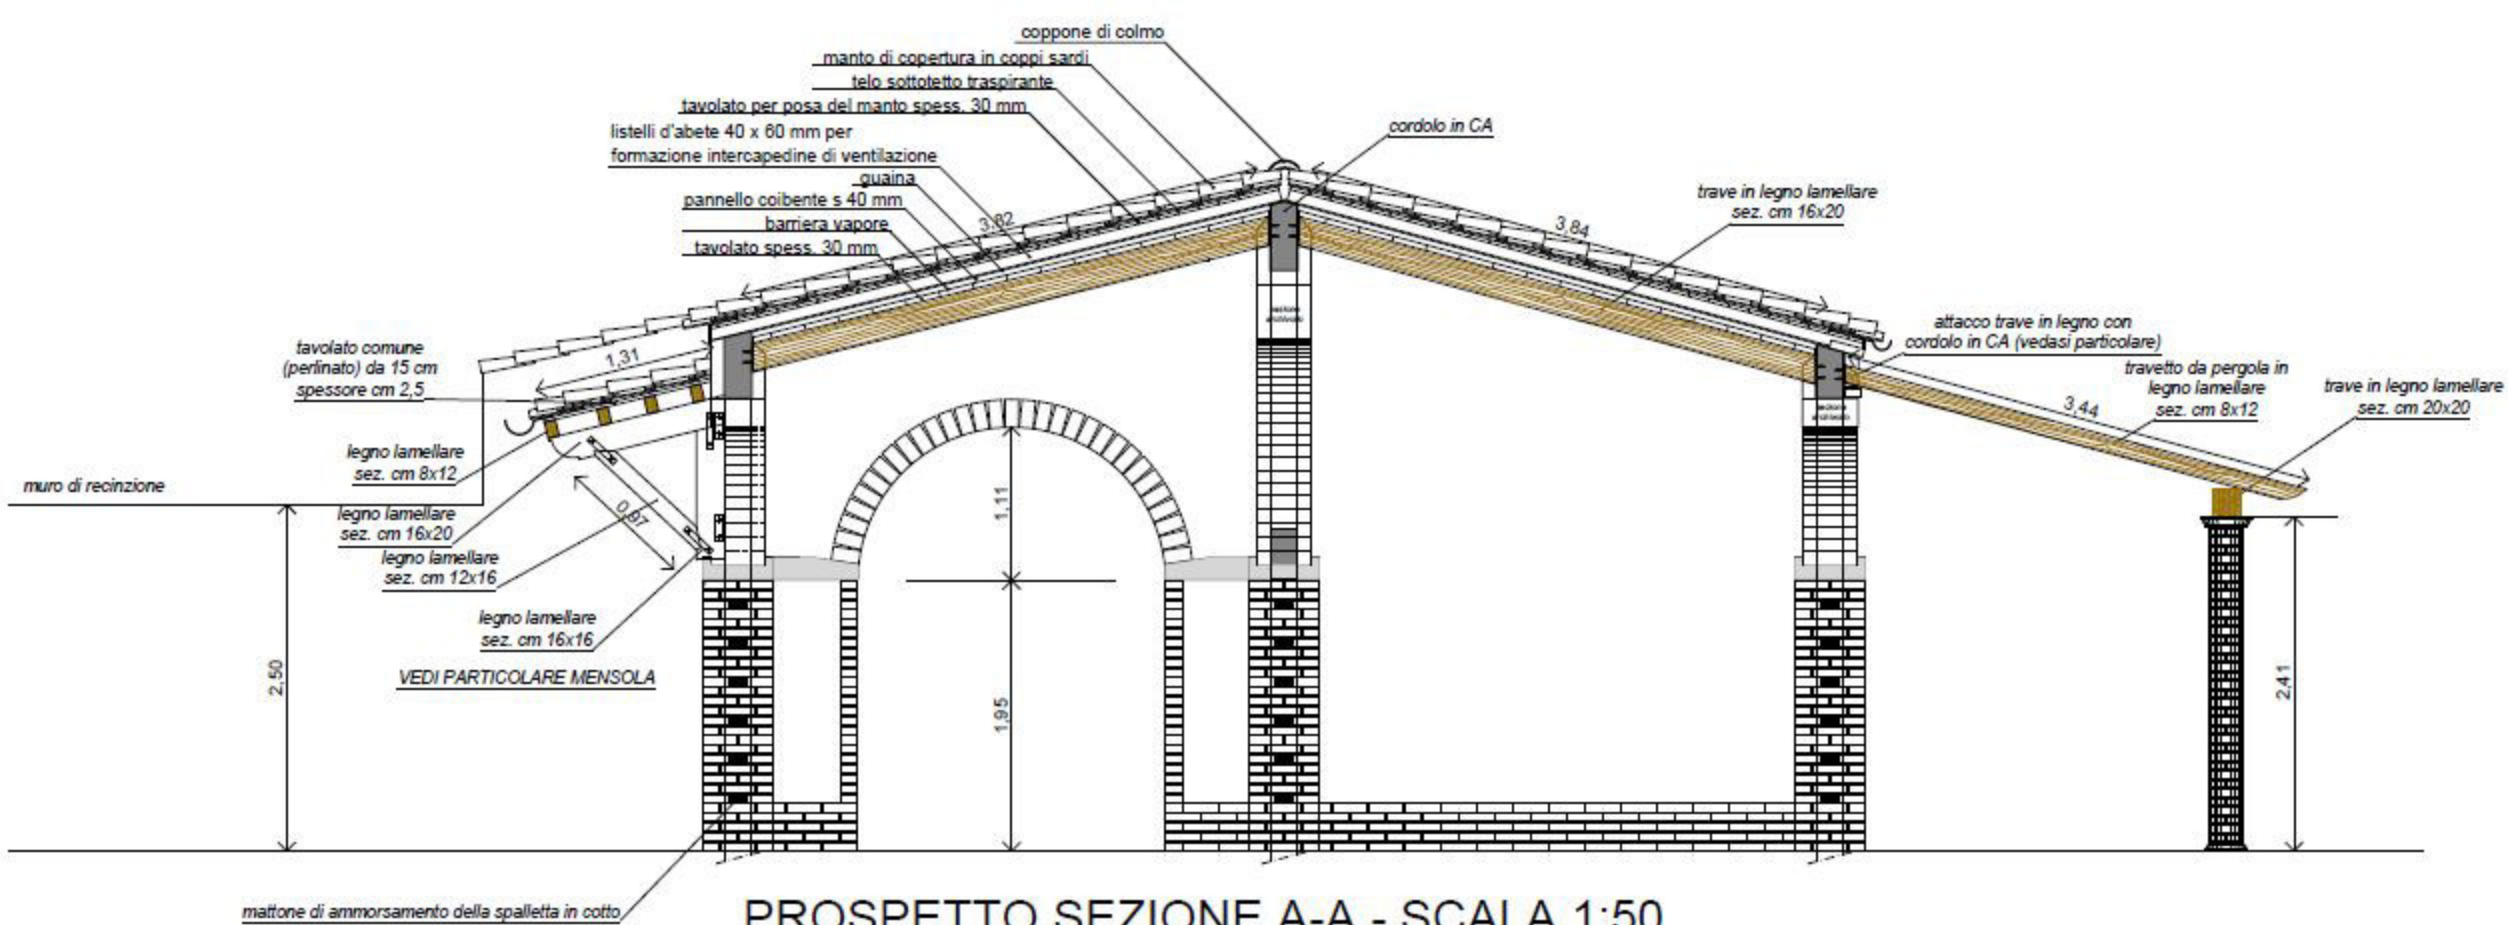 coppone di colmo
manto di copertura in coppi sardi
telo sottotetto traspirante
tavolato per posa del manto spess. 30 mm
listelli d'abete 40 x 60 mm per
formazione intercapedine di ventilazione
guaina
pannello coibente s 40 mm
barriera vapore
tavolato spess. 30 mm
cordolo in CA
trave in legno lamellare
sez. cm 16x20
3,82
3,84
attacco trave in legno con
cordolo in CA (vedasi particolare)
travetto da pergola in
legno lamellare
sez. cm 8x12
trave in legno lamellare
sez. cm 20x20
3,44
tavolato comune
(perlinato) da 15 cm
spessore cm 2,5
1,31
legno lamellare
sez. cm 8x12
muro di recinzione
legno lamellare
sez. cm 16x20
0,97
legno lamellare
sez. cm 12x16
legno lamellare
sez. cm 16x16
VEDI PARTICOLARE MENSOLA
2,50
1,11
1,95
2,41
mattone di ammorsamento della spalletta in cotto
PROSPETTO SEZIONE A-A - SCALA 1:50